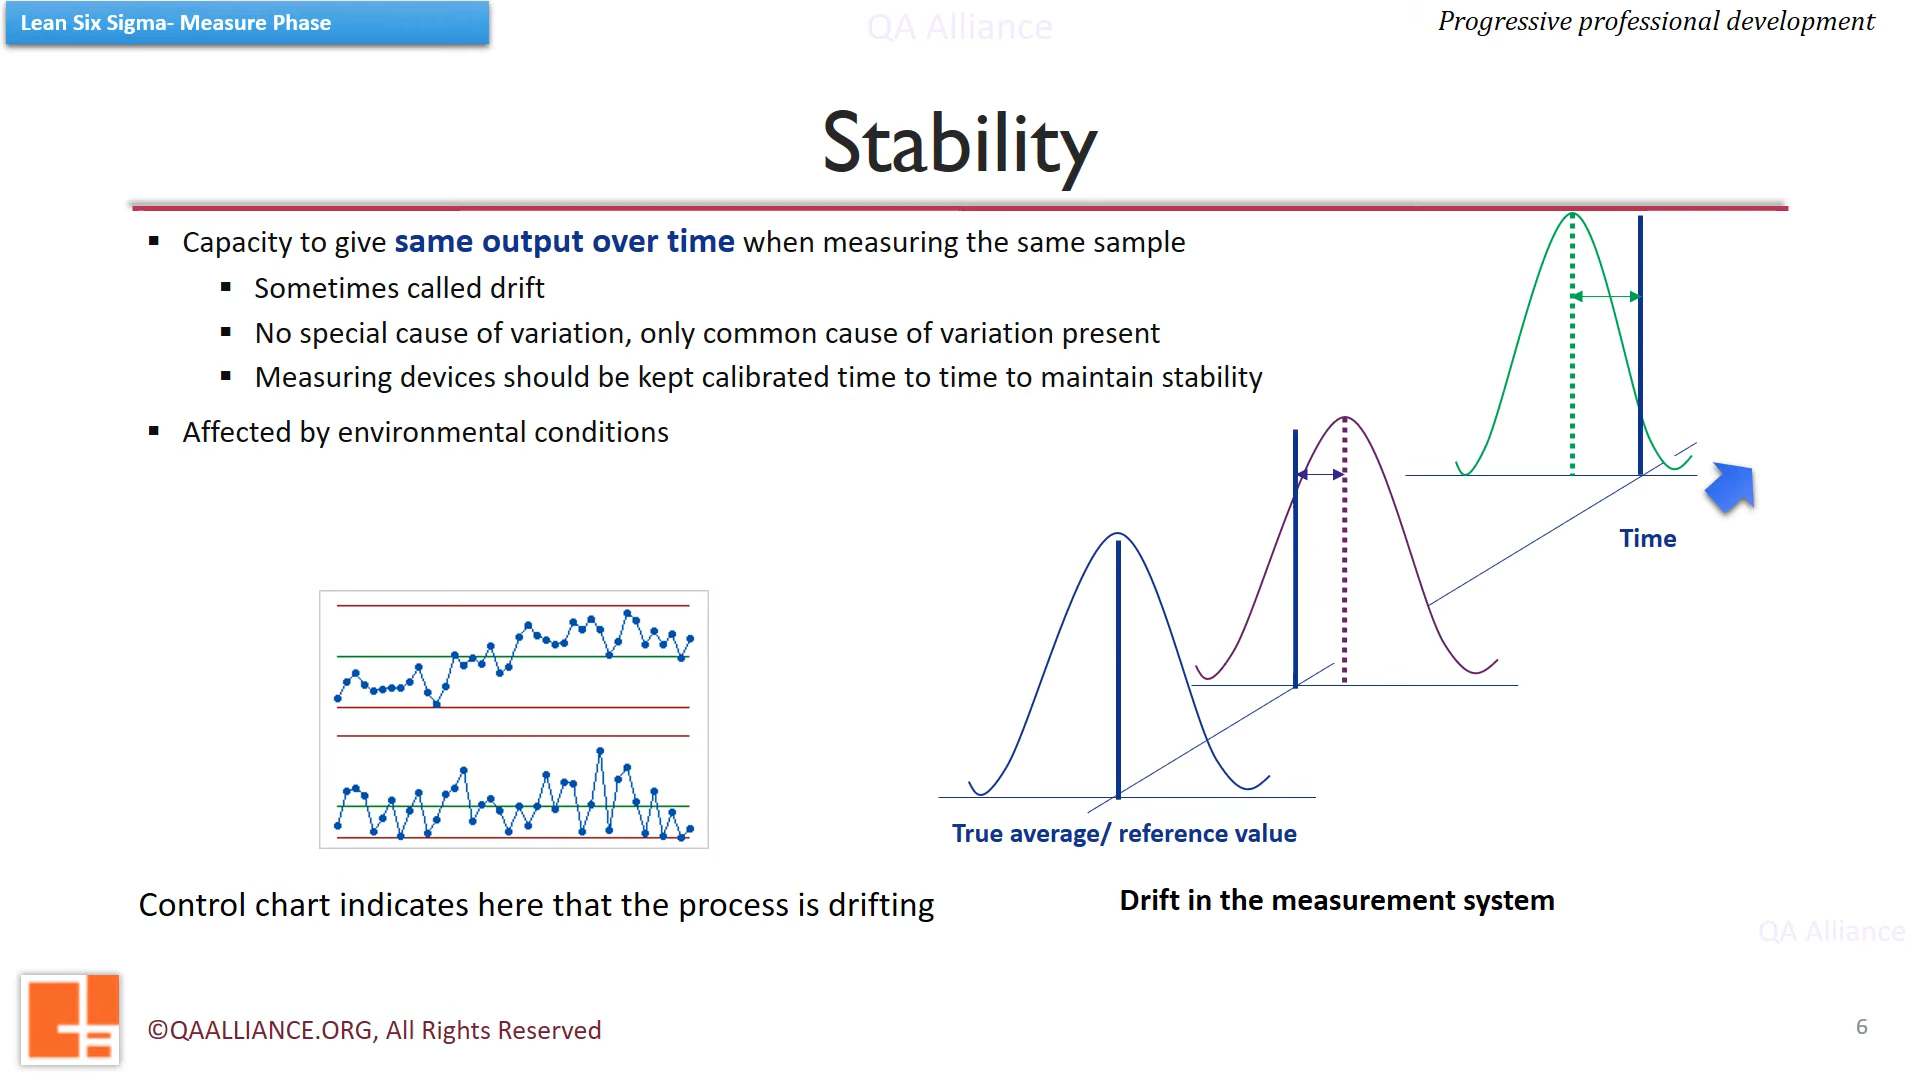 Lean Six Sigma- Measure Phase
QA Alliance
Progressive professional development
Stability
▪ Capacity to give same output over time when measuring the same sample
▪ Sometimes called drift
▪ No special cause of variation, only common cause of variation present
▪ Measuring devices should be kept calibrated time to time to maintain stability
▪ Affected by environmental conditions
Time
True average/ reference value
Control chart indicates here that the process is drifting
Drift in the measurement system
QA Alliance
©QAALLIANCE.ORG, All Rights Reserved
6